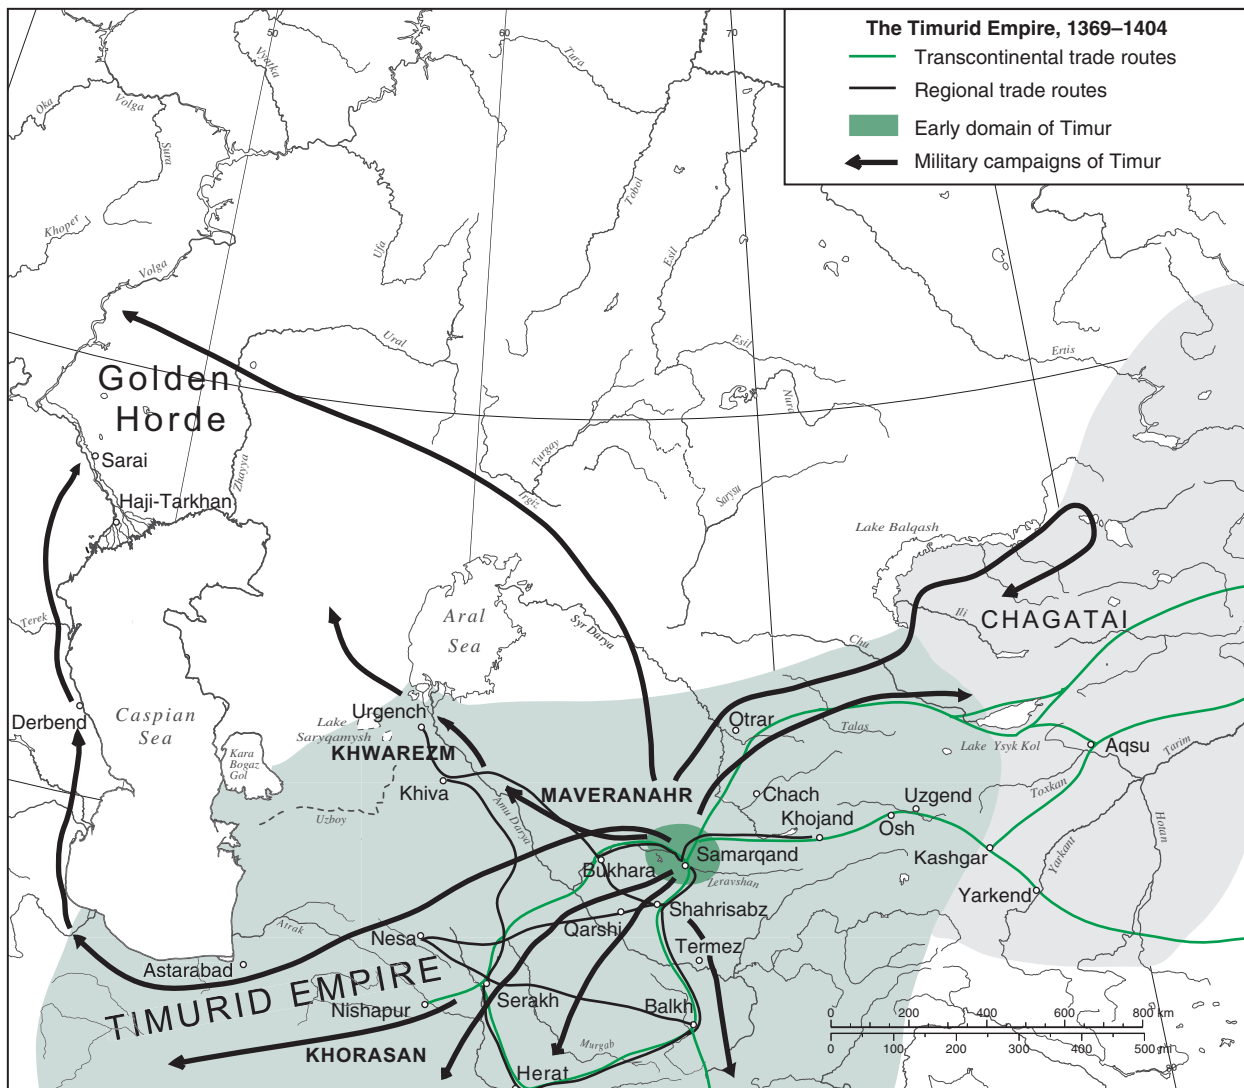 The Timurid Empire, 1369–1404
Transcontinental trade routes
Regional trade routes
Early domain of Timur
Military campaigns of Timur
50
60
70
Vyatka
Tura
Oka
Volga
Sura
Tobol
Khoper
Ufa
Esil
Volga
Ural
Esil
Ertis
Golden
Horde
Nura
Turgay
Sarai
Zhayya
Irgiz
Sarysu
Haji-Tarkhan
Lake Balqash
Terek
Aral
Sea
Syr Darya
Ili
CHAGATAI
Chu
Derbend
Caspian
Sea
Urgench
Lake
Saryqamysh
Otrar
Talas
Lake Ysyk Kol
Aqsu
Tarim
KHWAREZM
Kara
Bogaz
Gol
Khiva
MAVERANAHR
Chach
Toxkan
Uzboy
Amu Darya
Khojand
Uzgend
Osh
Hotan
Samarqand
Kashgar
Yarkant
Bukhara
Leravshan
Yarkend
Shahrisabz
Atrak
Nesa
Qarshi
Termez
Astarabad
TIMURID EMPIRE
Nishapur
Serakh
Balkh
0 200 400 600 800 km
0 100 200 300 400 500 mi
80
KHORASAN
Murgab
Herat